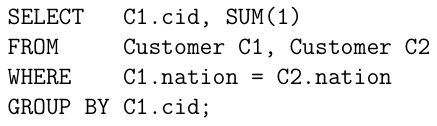 SELECT   C1.cid, SUM(1)
FROM     Customer C1, Customer C2
WHERE    C1.nation = C2.nation
GROUP BY C1.cid;